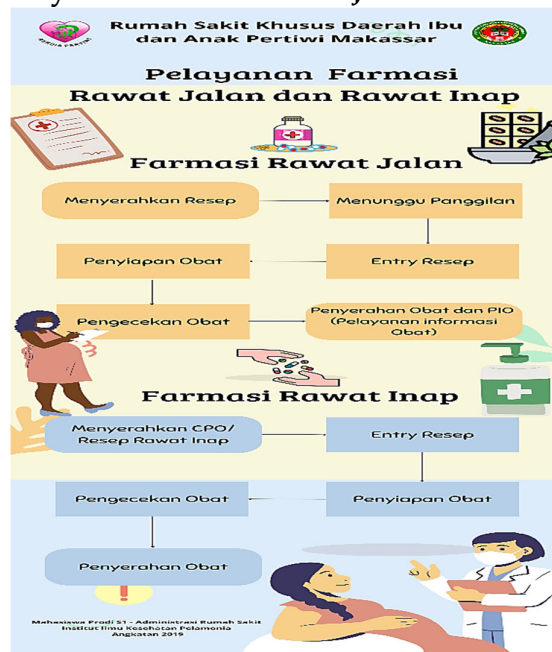 Rumah Sakit Khusus Daerah Ibu
dan Anak Pertiwi Makassar
Pelayanan Farmasi
Rawat Jalan dan Rawat Inap
Farmasi Rawat Jalan
Menyerahkan Resep
Menunggu Panggilan
Entry Resep
Penyiapan Obat
Pengecekan Obat
Penyerahan Obat dan PIO
(Pelayanan informasi
Obat)
Farmasi Rawat Inap
Menyerahkan CPO/
Resep Rawat Inap
Entry Resep
Penyiapan Obat
Pengecekan Obat
Penyerahan Obat
Mahasiswa Prodi S1 - Administrasi Rumah Sakit
Institut Ilmu Kesehatan Pelamonia
Angkatan 2019